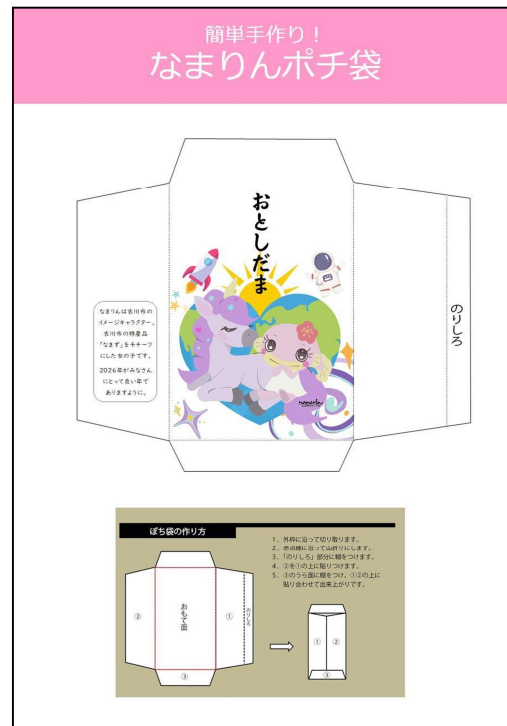 簡単手作り！
なまりんポチ袋
おとしだま
なまりんは吉川市の
イメージキャラクター。
吉川市の特産品
「なまず」をモチーフ
にした女の子です。
2026年がみなさん
にとって良い年で
ありますように。
のりしろ
ぽち袋の作り方
1．外枠に沿って切り取ります。
2．赤点線に沿って山折りにします。
3．「のりしろ」部分に糊をつけます。
4．②を①の上に貼りつけます。
5．③のうら面に糊をつけ、①②の上に
貼り合わせて出来上がりです。
②
おもて面
①
のりしろ
③
①
②
③